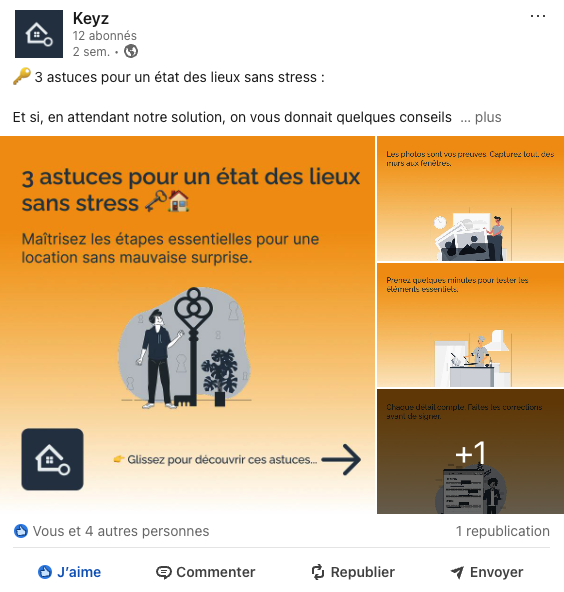 Keyz
12 abonnés
2 sem. •
🔑 3 astuces pour un état des lieux sans stress :
Et si, en attendant notre solution, on vous donnait quelques conseils ... plus
3 astuces pour un état des lieux
sans stress 🗝️🏠
Maîtrisez les étapes essentielles pour une
location sans mauvaise surprise.
👉 Glissez pour découvrir ces astuces...
Les photos sont vos preuves. Capturez tout, des
murs aux fenêtres.
Prenez quelques minutes pour tester les
éléments essentiels.
Chaque détail compte. Faites les corrections
avant de signer.
+1
Vous et 4 autres personnes
1 republication
J'aime
Commenter
Republier
Envoyer